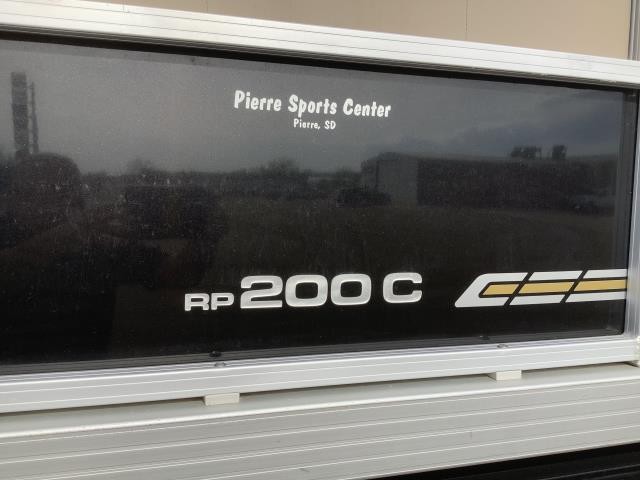 Pierre Sports Center
Pierre, SD
RP 200 C